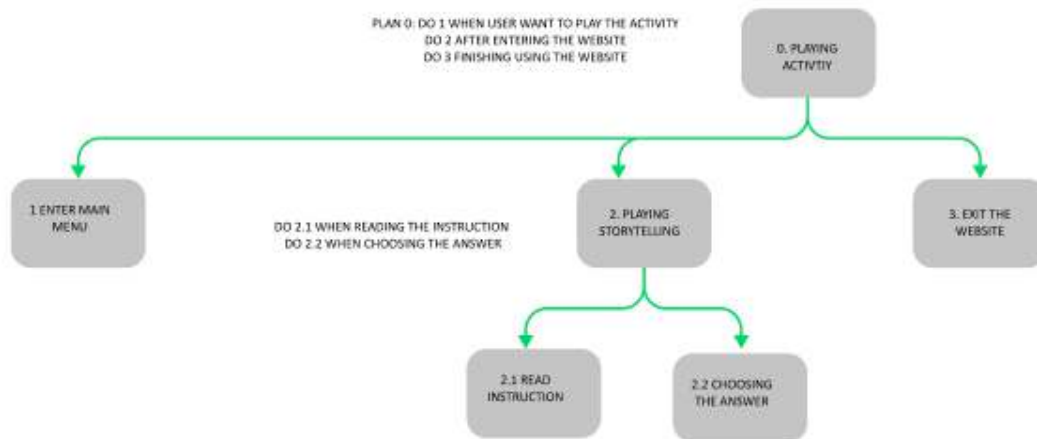 PLAN 0: DO 1 WHEN USER WANT TO PLAY THE ACTIVITY
DO 2 AFTER ENTERING THE WEBSITE
DO 3 FINISHING USING THE WEBSITE
0. PLAYING
ACTIVTIY
1 ENTER MAIN
MENU
DO 2.1 WHEN READING THE INSTRUCTION
DO 2.2 WHEN CHOOSING THE ANSWER
2. PLAYING
STORYTELLING
3. EXIT THE
WEBSITE
2.1 READ
INSTRUCTION
2.2 CHOOSING
THE ANSWER